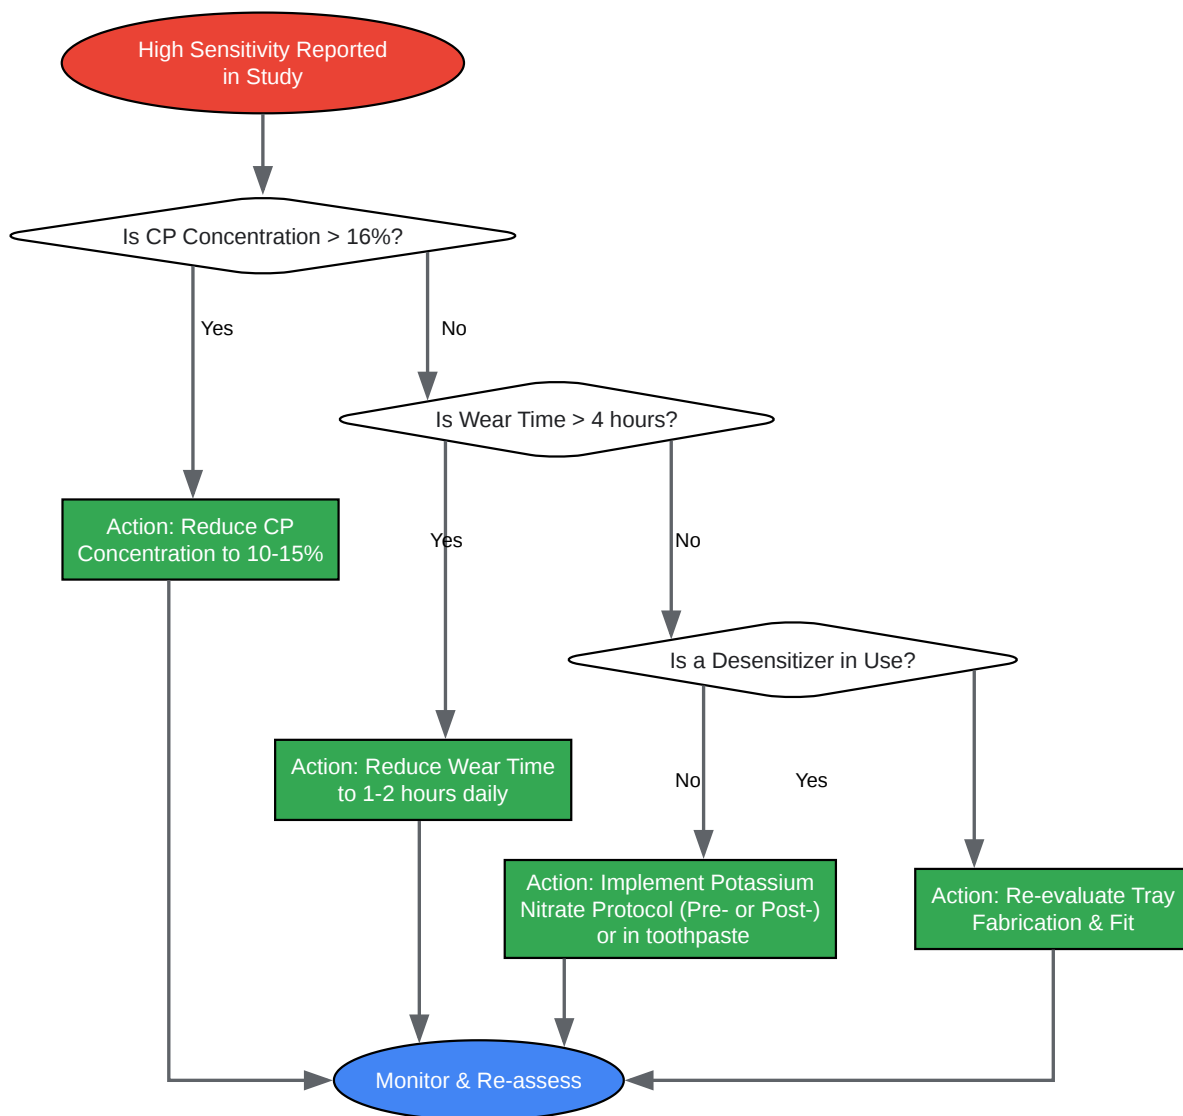 High Sensitivity Reported
in Study
Is CP Concentration > 16%?
Yes
No
Is Wear Time > 4 hours?
Action: Reduce CP
Concentration to 10-15%
Yes
No
Is a Desensitizer in Use?
Action: Reduce Wear Time
to 1-2 hours daily
No
Yes
Action: Implement Potassium
Nitrate Protocol (Pre- or Post-)
or in toothpaste
Action: Re-evaluate Tray
Fabrication & Fit
Monitor & Re-assess